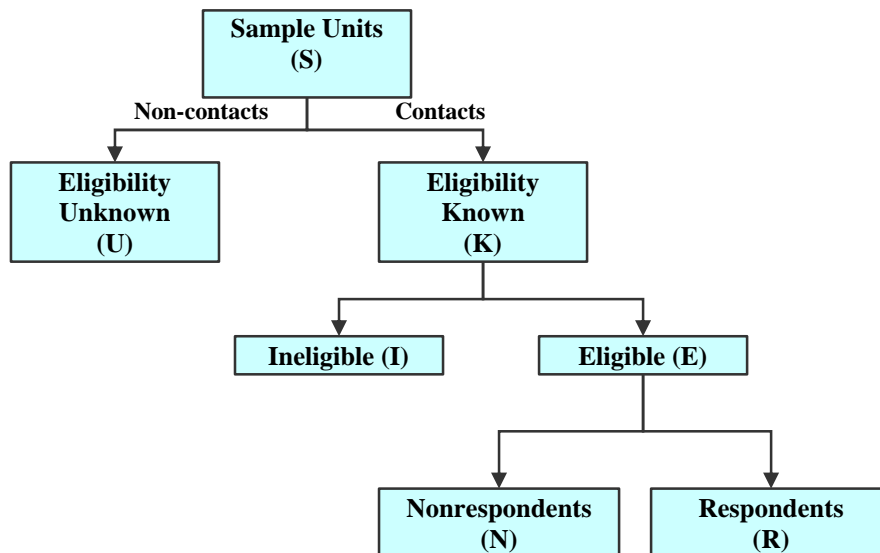 Sample Units
(S)
Non-contacts
Contacts
Eligibility
Unknown
(U)
Eligibility
Known
(K)
Ineligible (I)
Eligible (E)
Nonrespondents
(N)
Respondents
(R)